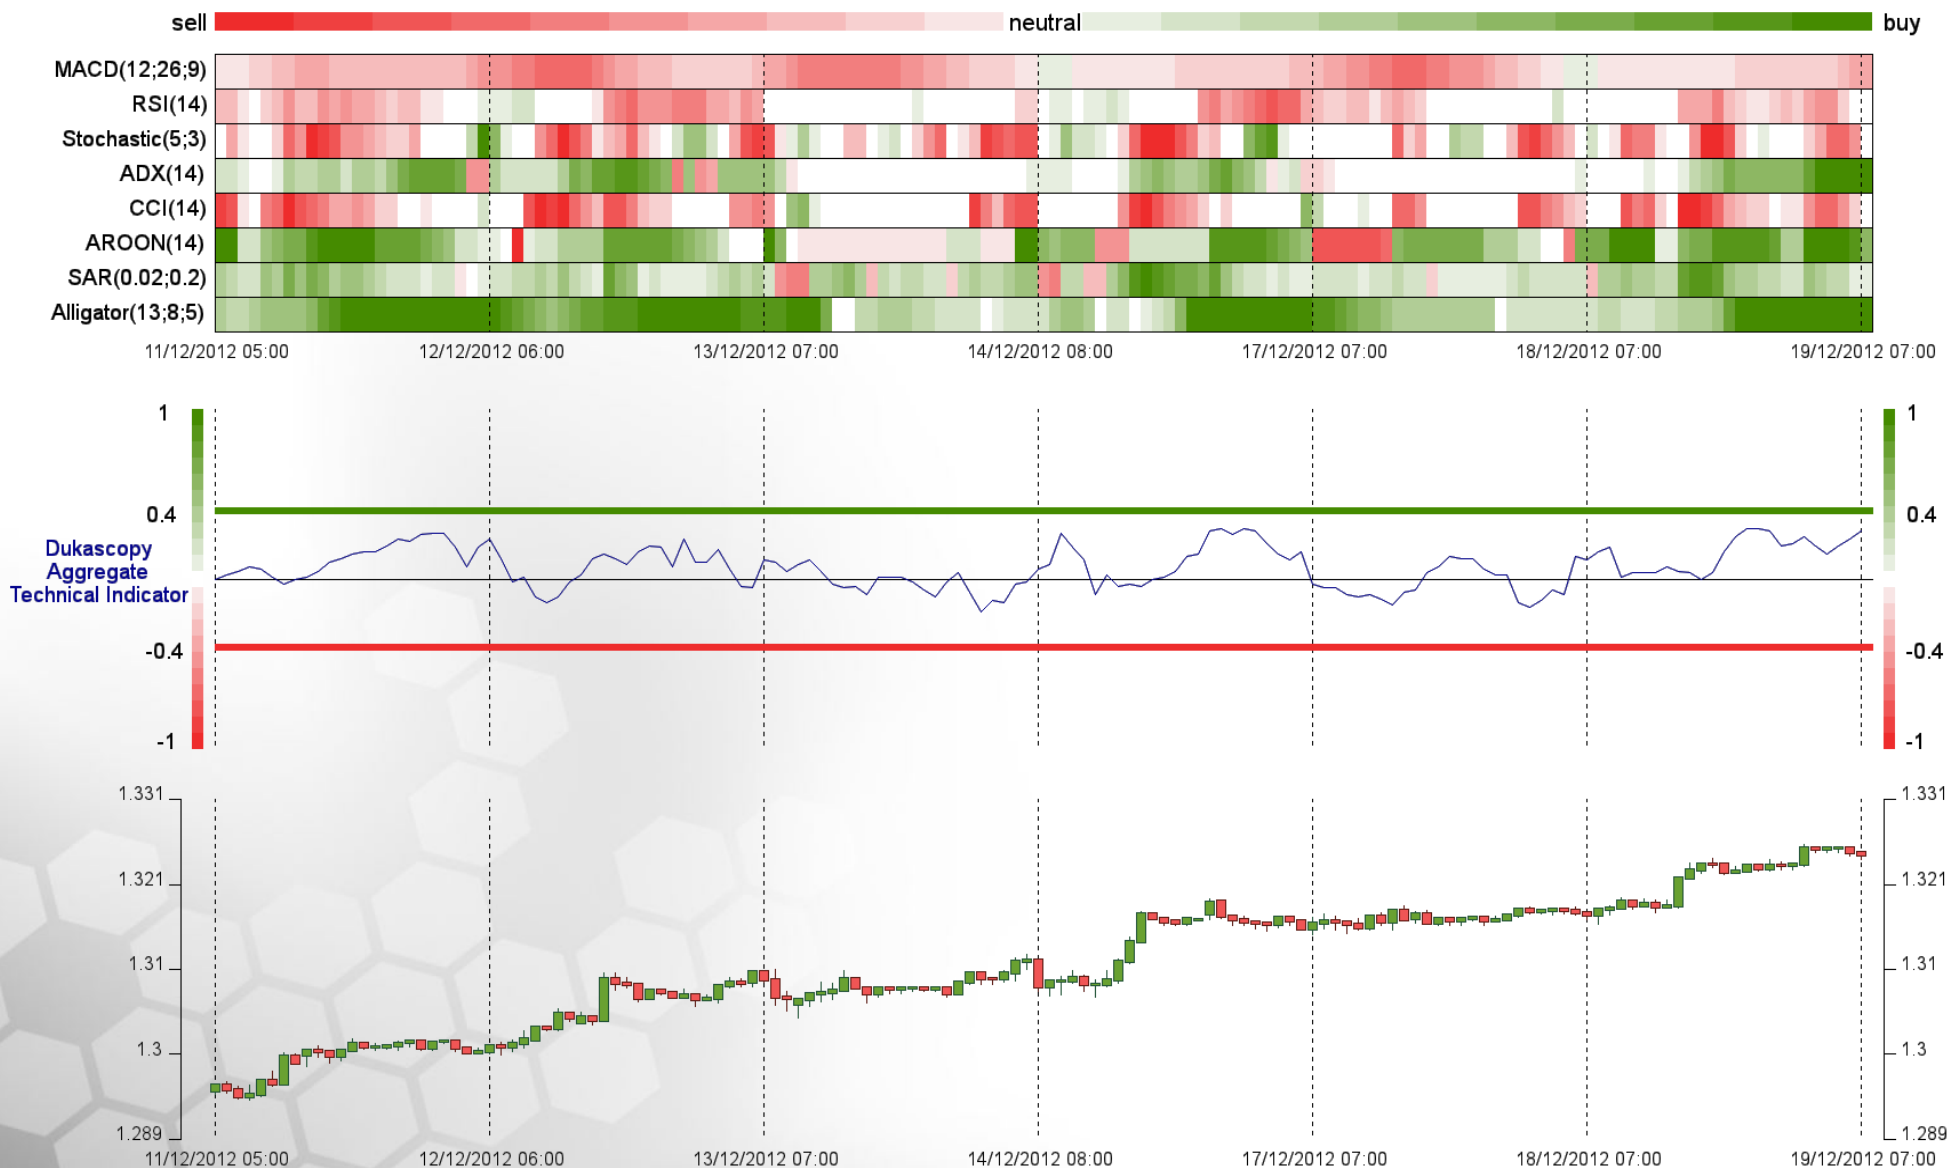 sell neutral buy
MACD(12;26;9)
RSI(14)
Stochastic(5;3)
ADX(14)
CCI(14)
AROON(14)
SAR(0.02;0.2)
Alligator(13;8;5)
11/12/2012 05:00 12/12/2012 06:00 13/12/2012 07:00 14/12/2012 08:00 17/12/2012 07:00 18/12/2012 07:00 19/12/2012 07:00
1 1
0.4 0.4
Dukascopy
Aggregate
Technical Indicator
-0.4 -0.4
-1 -1
1.331 1.331
1.321 1.321
1.31 1.31
1.3 1.3
1.289 1.289
11/12/2012 05:00 12/12/2012 06:00 13/12/2012 07:00 14/12/2012 08:00 17/12/2012 07:00 18/12/2012 07:00 19/12/2012 07:00